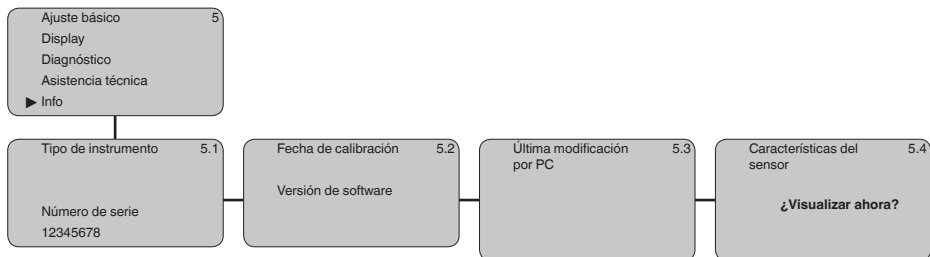 Ajuste básico 5
Display
Diagnóstico
Asistencia técnica
▶ Info
Tipo de instrumento 5.1
Número de serie
12345678
Fecha de calibración 5.2
Versión de software
Última modificación 5.3
por PC
Características del 5.4
sensor
¿Visualizar ahora?